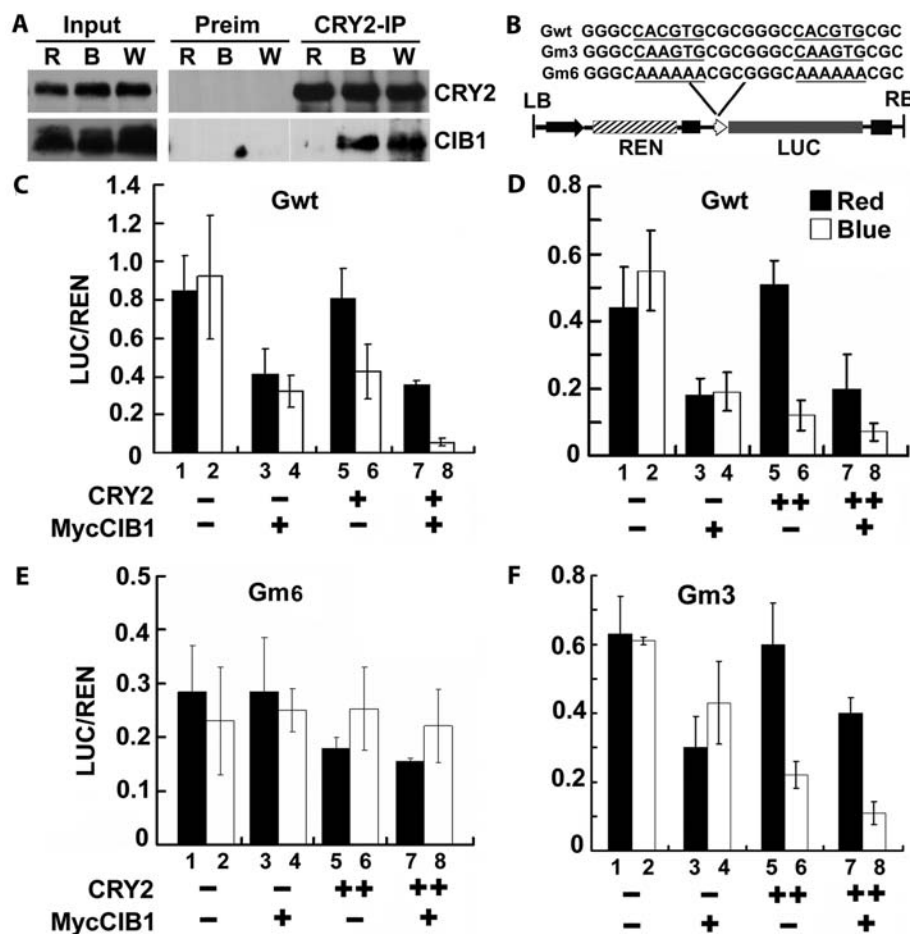 A
Input Preim CRY2-IP
R B W R B W R B W
CRY2
CIB1
B
Gwt GGGCCACGTGCGCGGGCCACGTGCGC
Gm3 GGGCCAAGTGCGCGGGCCAAGTGCGC
Gm6 GGGCAAAAAACGCGGGCAAAAAACGC
LB RB
REN LUC
C
Gwt
1.4
1.2
1.0
0.8
0.6
0.4
0.2
0
LUC/REN
1 2 3 4 5 6 7 8
CRY2 – – + +
MycCIB1 – + – +
D
Gwt
Red
Blue
0.6
0.4
0.2
0
1 2 3 4 5 6 7 8
– – ++ ++
– + – +
E
Gm6
0.5
0.4
0.3
0.2
0.1
0
LUC/REN
1 2 3 4 5 6 7 8
CRY2 – – ++ ++
MycCIB1 – + – +
F
Gm3
0.8
0.6
0.4
0.2
0
1 2 3 4 5 6 7 8
– – ++ ++
– + – +